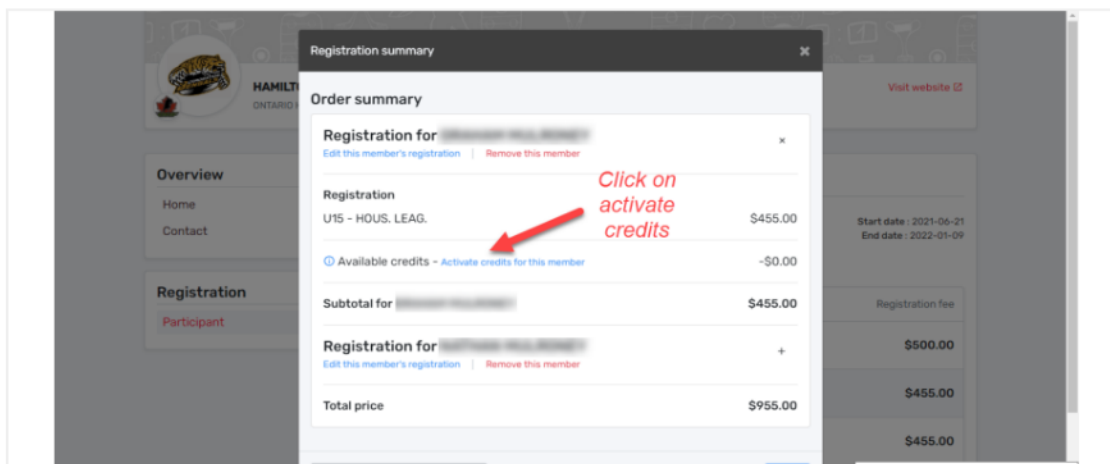 Registration summary ×
HAMILT
ONTARIO H
Visit website
Order summary
Registration for
×
Edit this member's registration | Remove this member
Overview
Home
Contact
Registration
U15 - HOUS. LEAG. $455.00
Click on
activate
credits
Start date : 2021-06-21
End date : 2022-01-09
Available credits - Activate credits for this member -$0.00
Registration
Participant
Subtotal for $455.00
Registration fee
Registration for
+
Edit this member's registration | Remove this member
$500.00
Total price $955.00
$455.00
$455.00